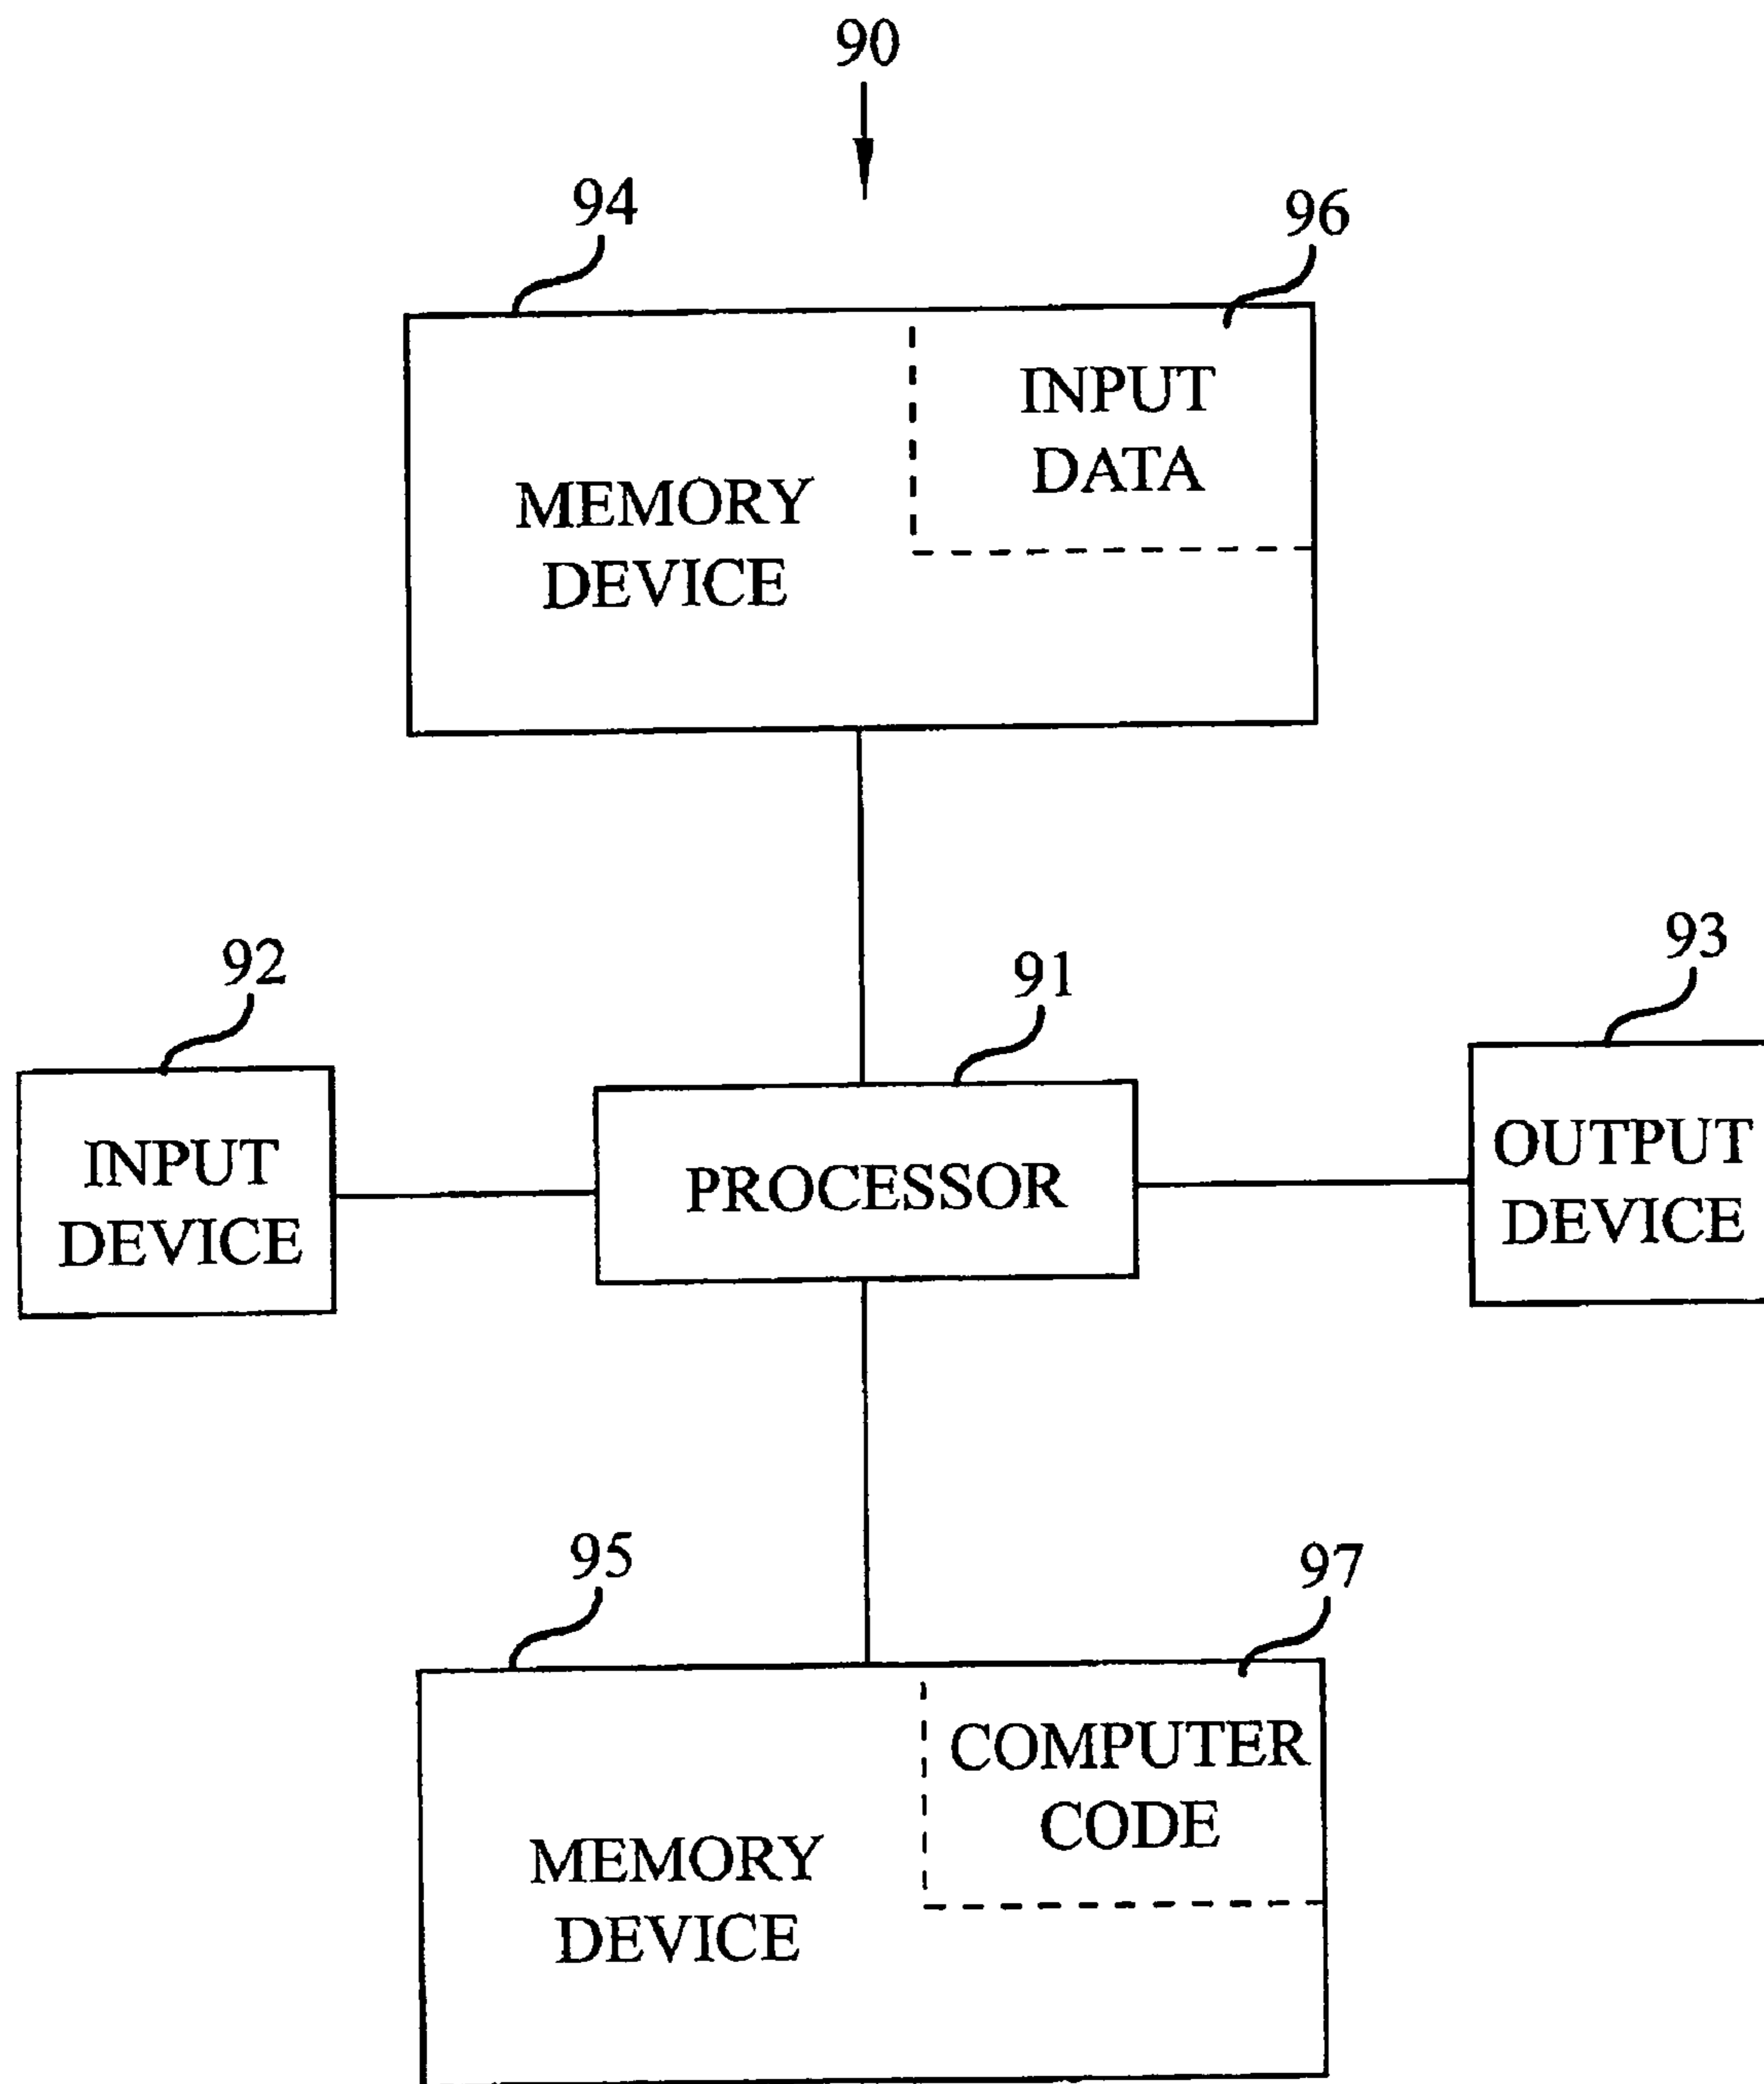 90
94
96
INPUT
DATA
MEMORY
DEVICE
92
91
93
INPUT
DEVICE
PROCESSOR
OUTPUT
DEVICE
95
97
COMPUTER
CODE
MEMORY
DEVICE